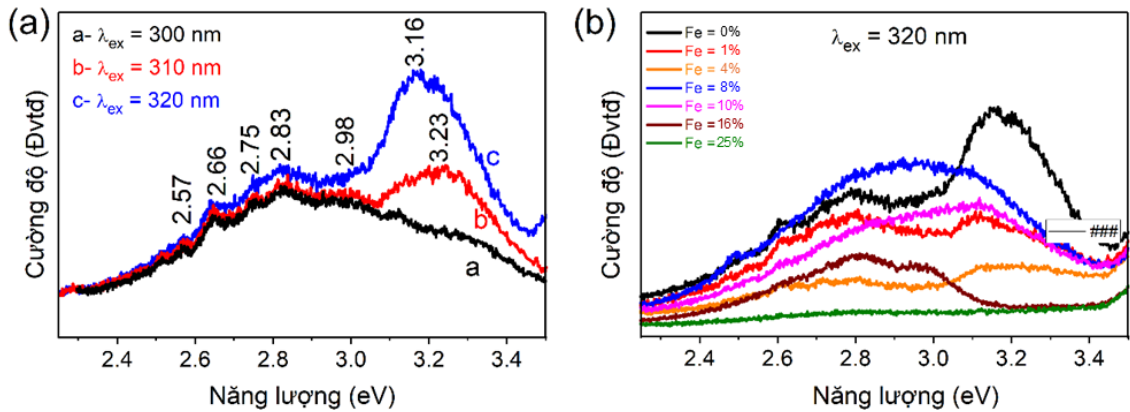 (a)
a- λex = 300 nm
b- λex = 310 nm
c- λex = 320 nm
2.57
2.66
2.75
2.83
2.98
3.16
3.23
c
b
a
Cường độ (Đvtđ)
2.4 2.6 2.8 3.0 3.2 3.4
Năng lượng (eV)
(b)
Fe = 0%
Fe = 1%
Fe = 4%
Fe = 8%
Fe = 10%
Fe = 16%
Fe = 25%
λex = 320 nm
###
Cường độ (Đvtđ)
2.4 2.6 2.8 3.0 3.2 3.4
Năng lượng (eV)